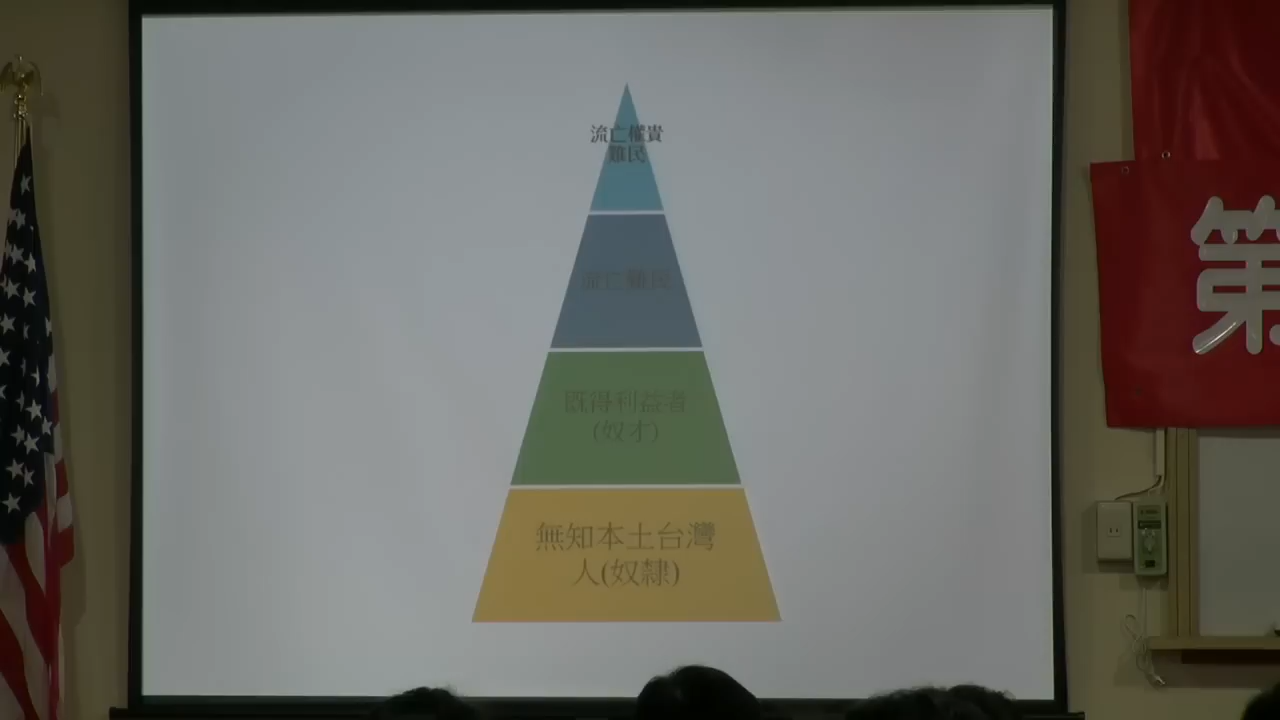 流亡權貴
難民
流亡難民
既得利益者
(奴才)
無知本土台灣
人(奴隸)
第